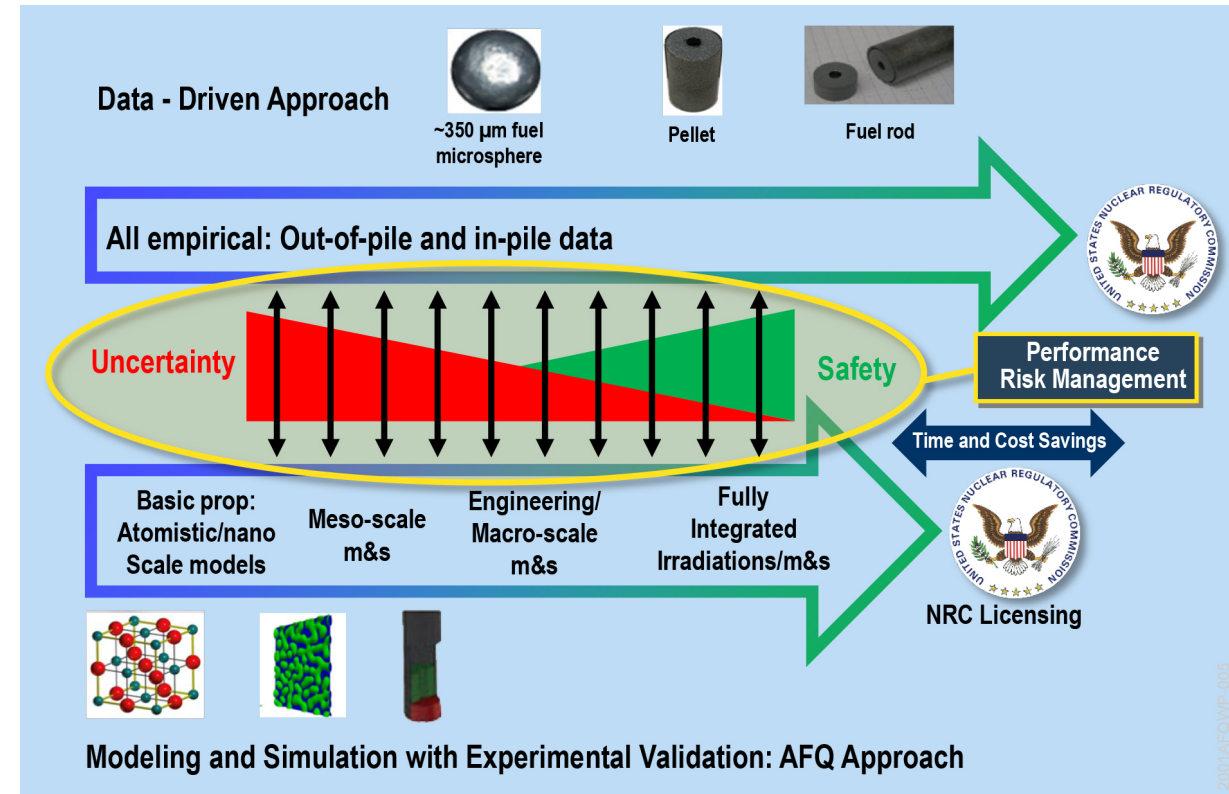 Data - Driven Approach
~350 µm fuel
microsphere
Pellet
Fuel rod
All empirical: Out-of-pile and in-pile data
UNITED STATES NUCLEAR REGULATORY COMMISSION
Uncertainty
Safety
Performance
Risk Management
Time and Cost Savings
Basic prop:
Atomistic/nano
Scale models
Meso-scale
m&s
Engineering/
Macro-scale
m&s
Fully
Integrated
Irradiations/m&s
UNITED STATES NUCLEAR REGULATORY COMMISSION
NRC Licensing
Modeling and Simulation with Experimental Validation: AFQ Approach